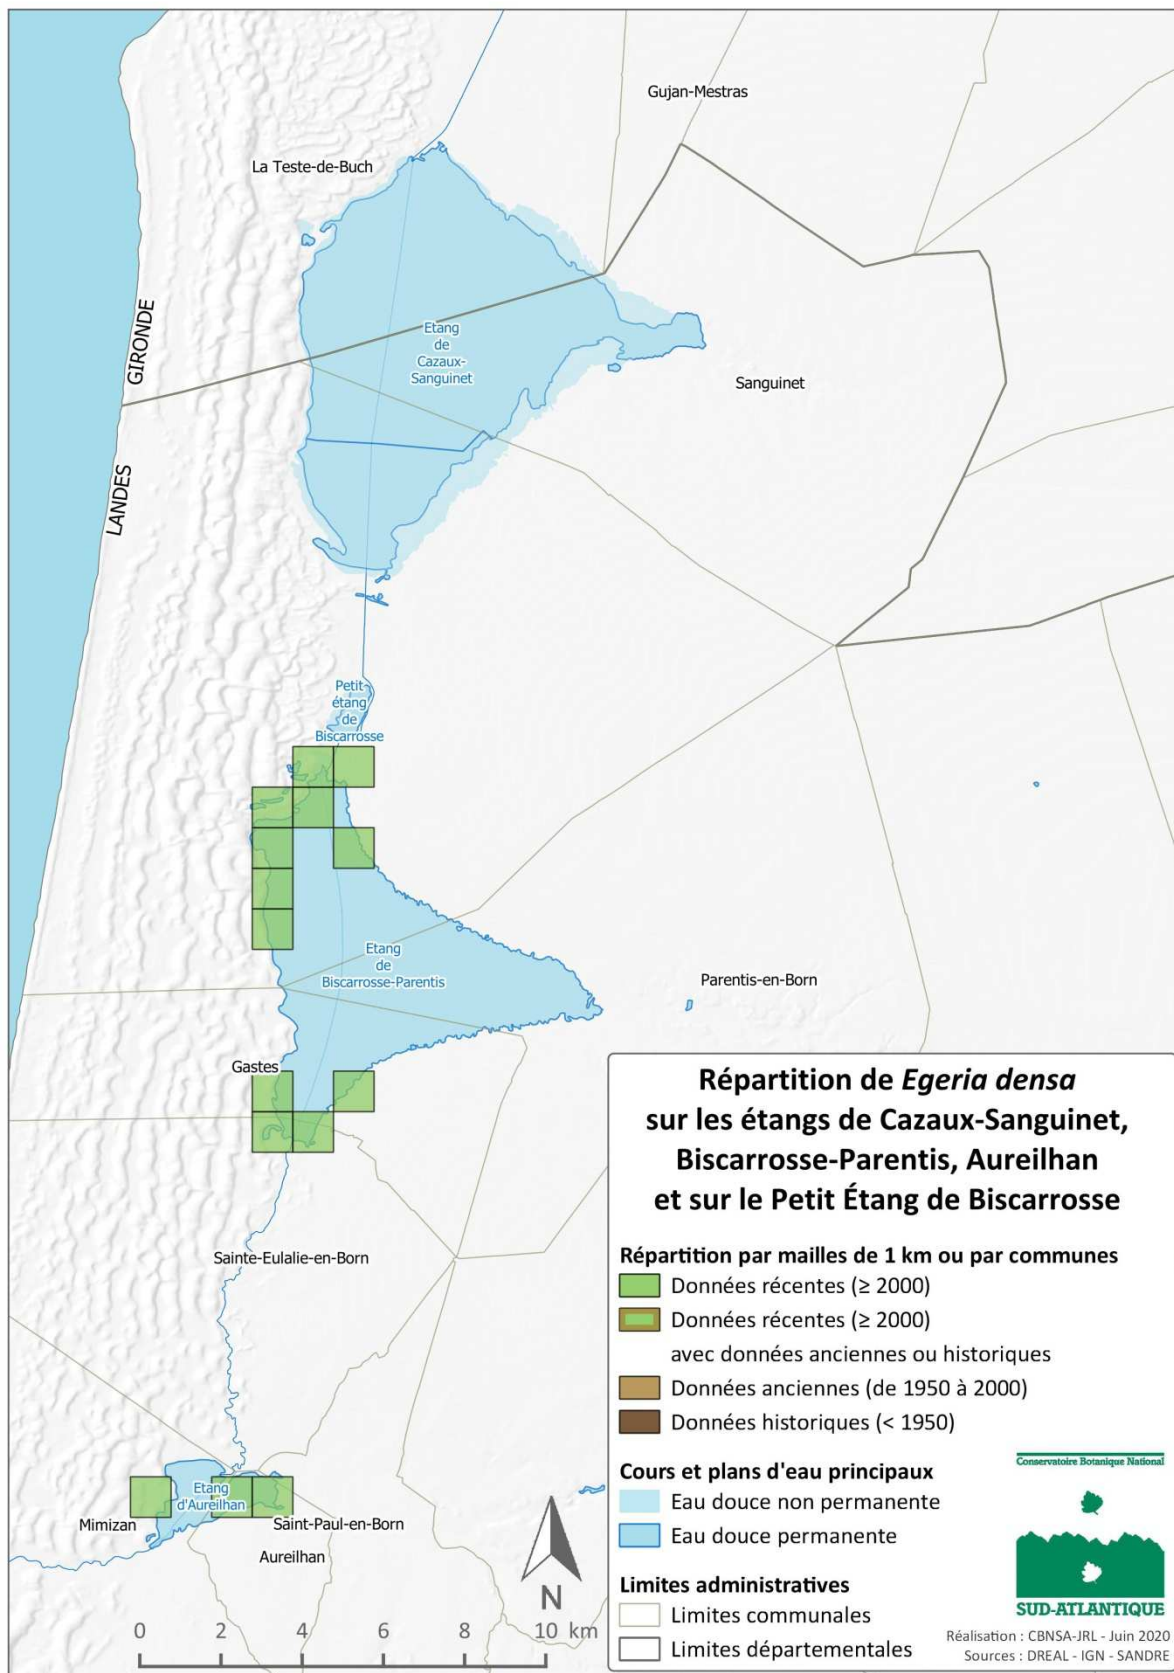 Gujan-Mestras
La Teste-de-Buch
GIRONDE
Etang
de
Cazaux-
Sanguinet
Sanguinet
LANDES
Petit
étang
de
Biscarrosse
Etang
de
Biscarrosse-Parentis
Parentis-en-Born
Gastes
Sainte-Eulalie-en-Born
Etang
d'Aureilhan
Mimizan
Saint-Paul-en-Born
Aureilhan
N
0 2 4 6 8 10 km
Répartition de Egeria densa
sur les étangs de Cazaux-Sanguinet,
Biscarrosse-Parentis, Aureilhan
et sur le Petit Étang de Biscarrosse
Répartition par mailles de 1 km ou par communes
Données récentes (≥ 2000)
Données récentes (≥ 2000)
avec données anciennes ou historiques
Données anciennes (de 1950 à 2000)
Données historiques (< 1950)
Cours et plans d'eau principaux
Eau douce non permanente
Eau douce permanente
Limites administratives
Limites communales
Limites départementales
Conservatoire Botanique National
SUD-ATLANTIQUE
Réalisation : CBNSA-JRL - Juin 2020
Sources : DREAL - IGN - SANDRE